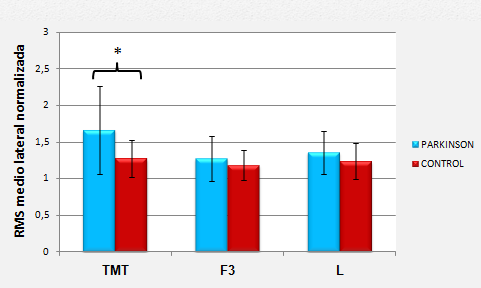 RMS medio lateral normalizada
3
2,5
2
1,5
1
0,5
0
*
TMT F3 L
PARKINSON
CONTROL